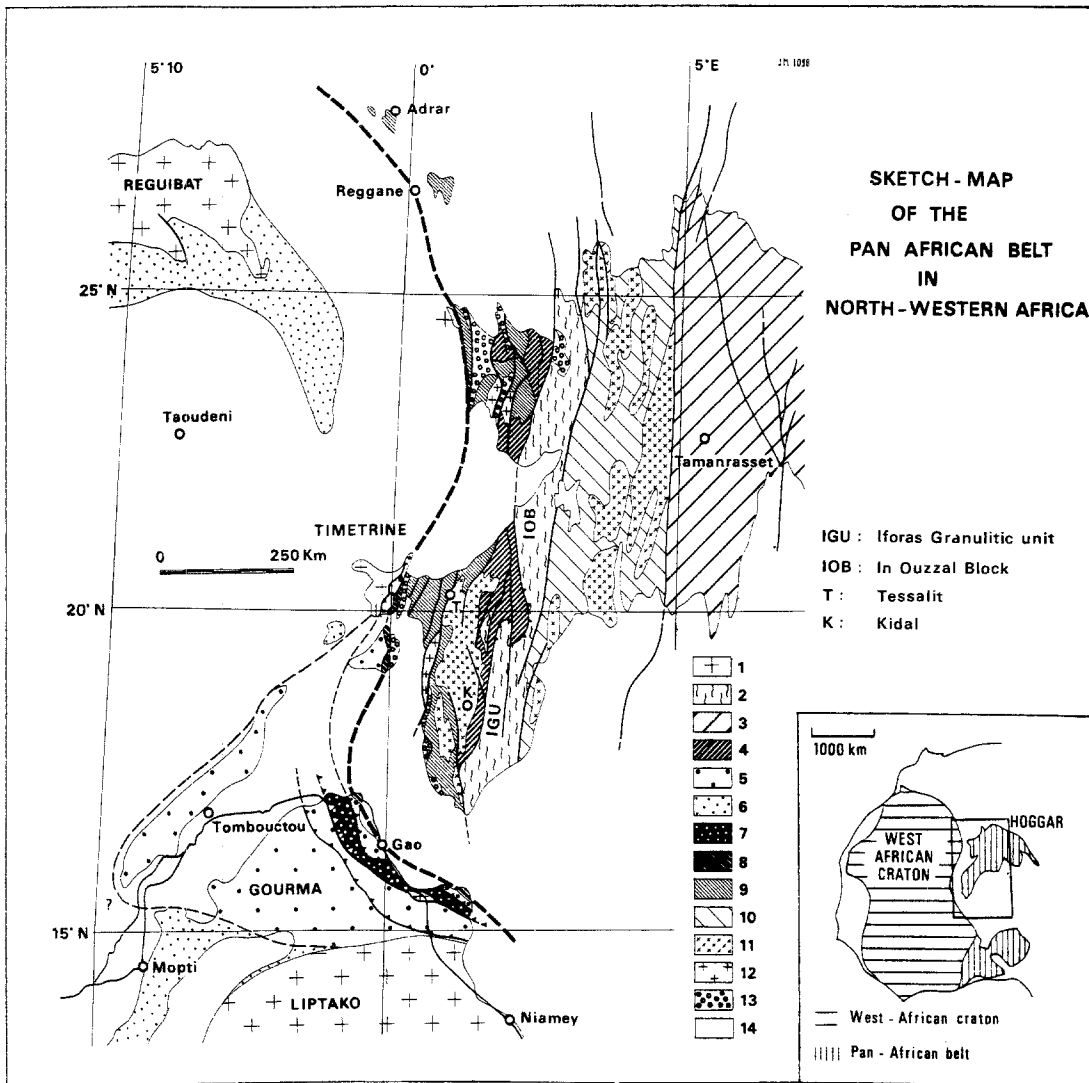 5° 10
0°
5° E
JM 1098
Adrar
REGUIBAT
Reggane
SKETCH-MAP
OF THE
PAN AFRICAN BELT
IN
NORTH-WESTERN AFRICA
25° N
Taoudeni
Tamanrasset
TIMETRINE
IOB
0 250 Km
IGU : Iforas Granulitic unit
IOB : In Ouzzal Block
T : Tessalit
K : Kidal
T
20° N
K
IGU
1
2
3
4
5
6
7
8
9
10
11
12
13
14
Tombouctou
Gao
GOURMA
?
15° N
Mopti
LIPTAKO
Niamey
1000 km
HOGGAR
WEST
AFRICAN
CRATON
West-African craton
Pan-African belt